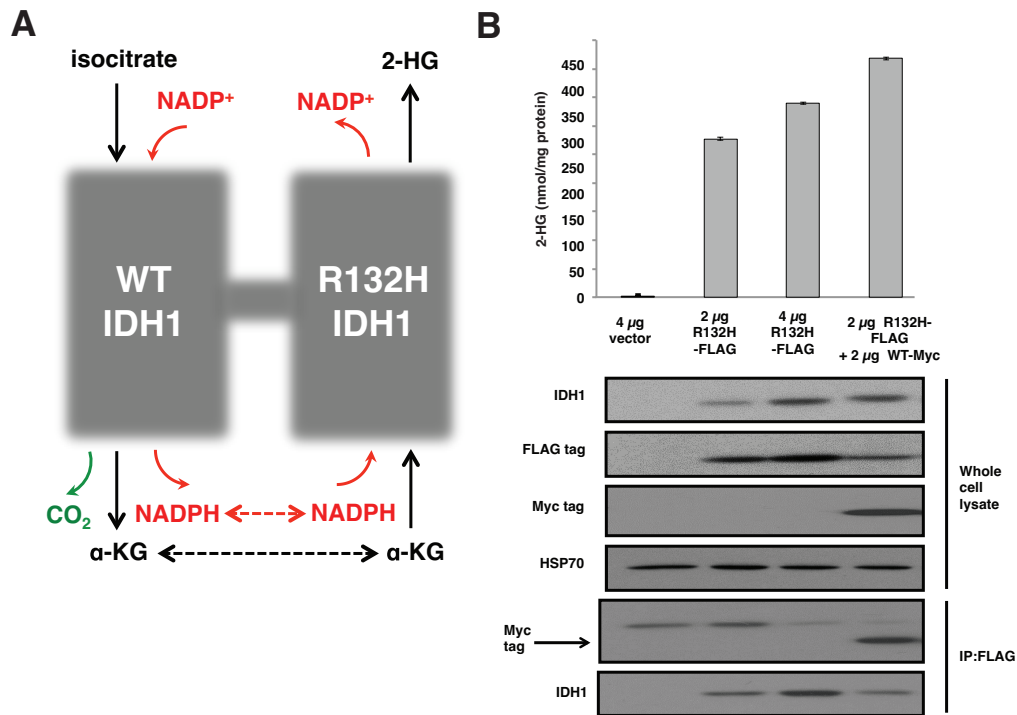 A
isocitrate
2-HG
NADP+
NADP+
WT
IDH1
R132H
IDH1
CO2
NADPH
NADPH
α-KG
α-KG
B
2-HG (nmol/mg protein)
450
400
350
300
250
200
150
100
50
0
4 µg
vector
2 µg
R132H
-FLAG
4 µg
R132H
-FLAG
2 µg R132H-
FLAG
+ 2 µg WT-Myc
IDH1
FLAG tag
Myc tag
HSP70
Whole
cell
lysate
Myc
tag
IDH1
IP:FLAG